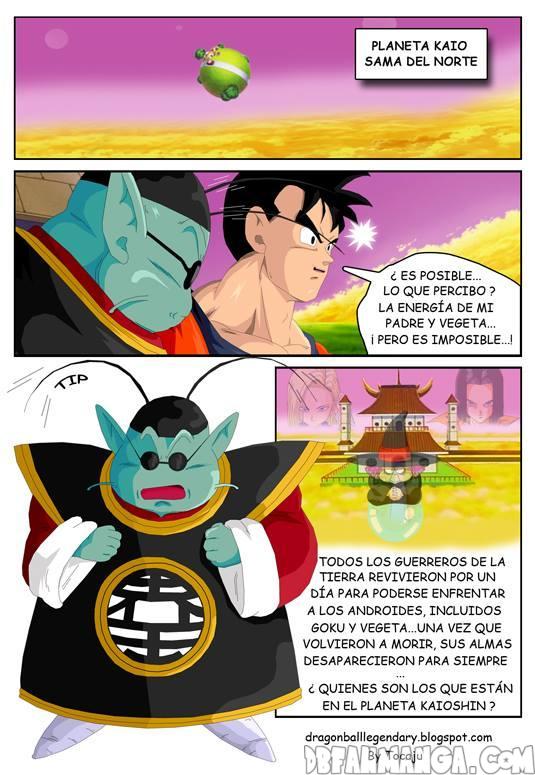 PLANETA KAIO
SAMA DEL NORTE
¿ ES POSIBLE...
LO QUE PERCIBO ?
LA ENERGÍA DE MI
PADRE Y VEGETA...
¡ PERO ES IMPOSIBLE...!
TIP
TODOS LOS GUERREROS DE LA
TIERRA REVIVIERON POR UN
DÍA PARA PODERSE ENFRENTAR
A LOS ANDROIDES, INCLUIDOS
GOKU Y VEGETA...UNA VEZ QUE
VOLVIERON A MORIR, SUS ALMAS
DESAPARECIERON PARA SIEMPRE
...
¿ QUIENES SON LOS QUE ESTÁN
EN EL PLANETA KAIOSHIN ?
dragonballlegendary.blogspot.com
By Tocaju
DBFANMANGA.COM